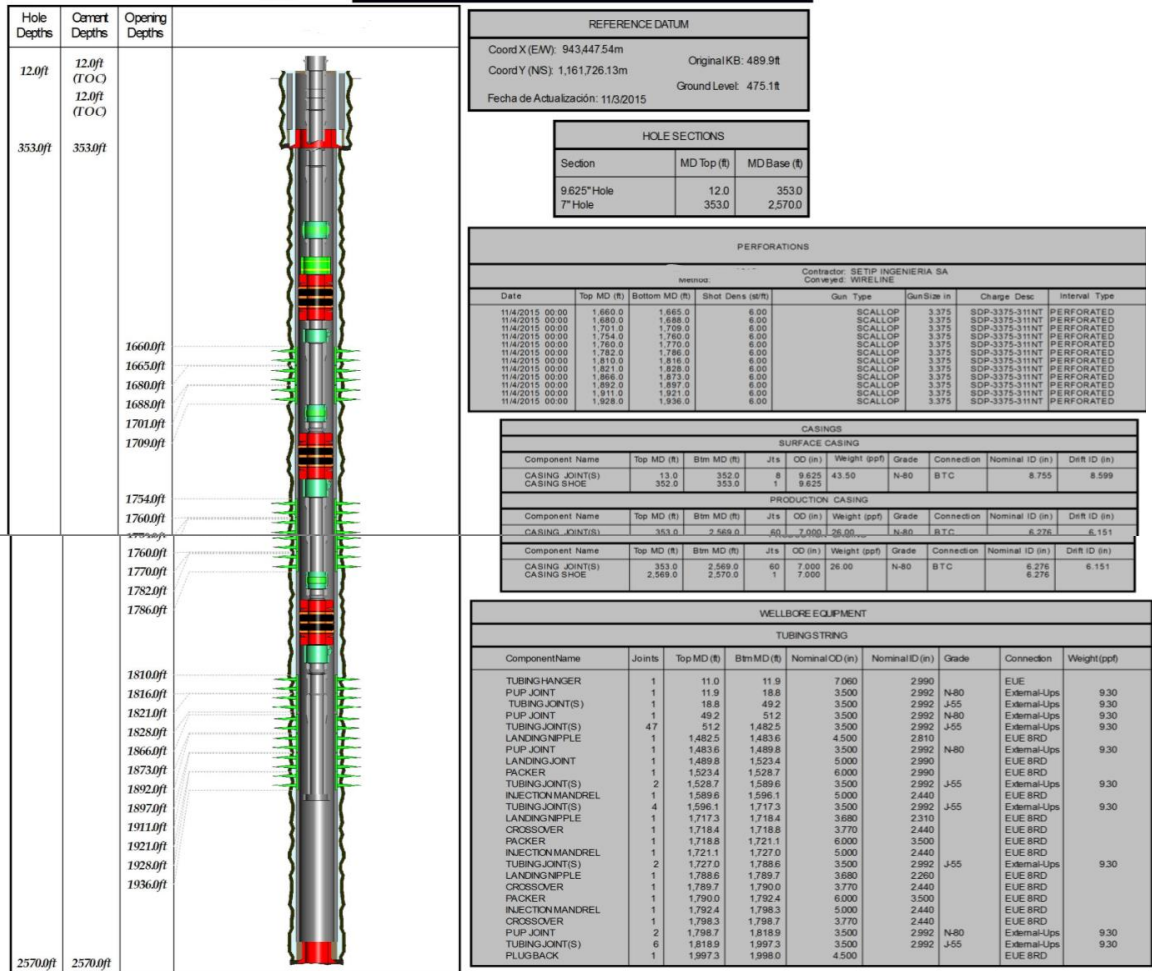 Hole Depths Cement Depths Opening Depths
12.0ft 12.0ft (TOC)
12.0ft (TOC)
353.0ft 353.0ft
1660.0ft
1665.0ft
1680.0ft
1688.0ft
1701.0ft
1709.0ft
1754.0ft
1760.0ft
1760.0ft
1770.0ft
1782.0ft
1786.0ft
1810.0ft
1816.0ft
1821.0ft
1828.0ft
1866.0ft
1873.0ft
1892.0ft
1897.0ft
1911.0ft
1921.0ft
1928.0ft
1936.0ft
2570.0ft 2570.0ft
REFERENCE DATUM
Coord X (E/W): 943,447.54m
Original KB: 489.9ft
Coord Y (N/S): 1,161,726.13m
Ground Level: 475.1ft
Fecha de Actualización: 11/3/2015
HOLE SECTIONS
Section MD Top (ft) MD Base (ft)
9.625" Hole 12.0 353.0
7" Hole 353.0 2,570.0
PERFORATIONS
Contractor: SETIP INGENIERIA SA
Method: Conveyed: WIRELINE
Date Top MD (ft) Bottom MD (ft) Shot Dens (st/ft) Gun Type GunSize in Charge Desc Interval Type
11/4/2015 00:00 1,660.0 1,665.0 6.00 SCALLOP 3.375 SDP-3375-311NT PERFORATED
11/4/2015 00:00 1,680.0 1,688.0 6.00 SCALLOP 3.375 SDP-3375-311NT PERFORATED
11/4/2015 00:00 1,701.0 1,709.0 6.00 SCALLOP 3.375 SDP-3375-311NT PERFORATED
11/4/2015 00:00 1,754.0 1,760.0 6.00 SCALLOP 3.375 SDP-3375-311NT PERFORATED
11/4/2015 00:00 1,760.0 1,770.0 6.00 SCALLOP 3.375 SDP-3375-311NT PERFORATED
11/4/2015 00:00 1,782.0 1,786.0 6.00 SCALLOP 3.375 SDP-3375-311NT PERFORATED
11/4/2015 00:00 1,810.0 1,816.0 6.00 SCALLOP 3.375 SDP-3375-311NT PERFORATED
11/4/2015 00:00 1,821.0 1,828.0 6.00 SCALLOP 3.375 SDP-3375-311NT PERFORATED
11/4/2015 00:00 1,866.0 1,873.0 6.00 SCALLOP 3.375 SDP-3375-311NT PERFORATED
11/4/2015 00:00 1,892.0 1,897.0 6.00 SCALLOP 3.375 SDP-3375-311NT PERFORATED
11/4/2015 00:00 1,911.0 1,921.0 6.00 SCALLOP 3.375 SDP-3375-311NT PERFORATED
11/4/2015 00:00 1,928.0 1,936.0 6.00 SCALLOP 3.375 SDP-3375-311NT PERFORATED
CASINGS
SURFACE CASING
Component Name Top MD (ft) Btm MD (ft) Jts OD (in) Weight (ppf) Grade Connection Nominal ID (in) Drift ID (in)
CASING JOINT(S) 13.0 352.0 8 9.625 43.50 N-80 BTC 8.755 8.599
CASING SHOE 352.0 353.0 1 9.625
PRODUCTION CASING
Component Name Top MD (ft) Btm MD (ft) Jts OD (in) Weight (ppf) Grade Connection Nominal ID (in) Drift ID (in)
CASING JOINT(S) 353.0 2,569.0 60 7.000 26.00 N-80 BTC 6.276 6.151
Component Name Top MD (ft) Btm MD (ft) Jts OD (in) Weight (ppf) Grade Connection Nominal ID (in) Drift ID (in)
CASING JOINT(S) 353.0 2,569.0 60 7.000 26.00 N-80 BTC 6.276 6.151
CASING SHOE 2,569.0 2,570.0 1 7.000 6.276
WELLBORE EQUIPMENT
TUBING STRING
ComponentName Joints Top MD (ft) Btm MD (ft) Nominal OD (in) Nominal ID (in) Grade Connection Weight (ppf)
TUBING HANGER 1 11.0 11.9 7.060 2.990 EUE
PUP JOINT 1 11.9 18.8 3.500 2.992 N-80 External-Ups 9.30
TUBING JOINT(S) 1 18.8 49.2 3.500 2.992 J-55 External-Ups 9.30
PUP JOINT 1 49.2 51.2 3.500 2.992 N-80 External-Ups 9.30
TUBING JOINT(S) 47 51.2 1,482.5 3.500 2.992 J-55 External-Ups 9.30
LANDING NIPPLE 1 1,482.5 1,483.6 4.500 2.810 EUE 8RD
PUP JOINT 1 1,483.6 1,489.8 3.500 2.992 N-80 External-Ups 9.30
LANDING JOINT 1 1,489.8 1,523.4 5.000 2.990 EUE 8RD
PACKER 1 1,523.4 1,528.7 6.000 2.990 EUE 8RD
TUBING JOINT(S) 2 1,528.7 1,589.6 3.500 2.992 J-55 External-Ups 9.30
INJECTION MANDREL 1 1,589.6 1,596.1 5.000 2.440 EUE 8RD
TUBING JOINT(S) 4 1,596.1 1,717.3 3.500 2.992 J-55 External-Ups 9.30
LANDING NIPPLE 1 1,717.3 1,718.4 3.680 2.310 EUE 8RD
CROSSOVER 1 1,718.4 1,718.8 3.770 2.440 EUE 8RD
PACKER 1 1,718.8 1,721.1 6.000 3.500 EUE 8RD
INJECTION MANDREL 1 1,721.1 1,727.0 5.000 2.440 EUE 8RD
TUBING JOINT(S) 2 1,727.0 1,788.6 3.500 2.992 J-55 External-Ups 9.30
LANDING NIPPLE 1 1,788.6 1,789.7 3.680 2.260 EUE 8RD
CROSSOVER 1 1,789.7 1,790.0 3.770 2.440 EUE 8RD
PACKER 1 1,790.0 1,792.4 6.000 3.500 EUE 8RD
INJECTION MANDREL 1 1,792.4 1,798.3 5.000 2.440 EUE 8RD
CROSSOVER 1 1,798.3 1,798.7 3.770 2.440 EUE 8RD
PUP JOINT 2 1,798.7 1,818.9 3.500 2.992 N-80 External-Ups 9.30
TUBING JOINT(S) 6 1,818.9 1,997.3 3.500 2.992 J-55 External-Ups 9.30
PLUGBACK 1 1,997.3 1,998.0 4.500 EUE 8RD